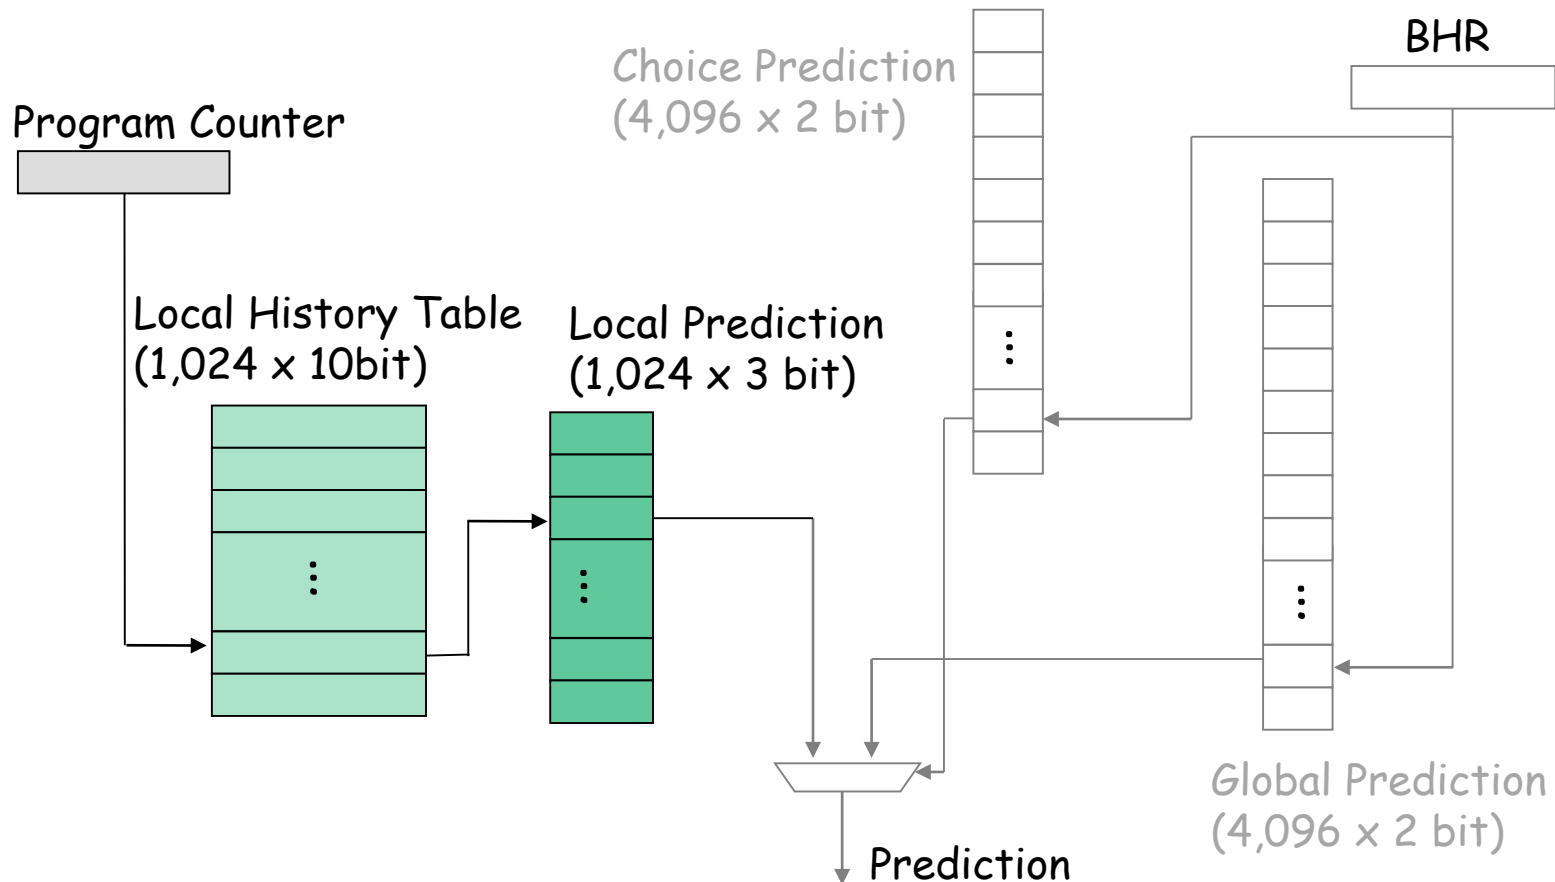 BHR
Choice Prediction
(4,096 x 2 bit)
Program Counter
Local History Table
(1,024 x 10bit)
Local Prediction
(1,024 x 3 bit)
...
...
...
...
Global Prediction
(4,096 x 2 bit)
Prediction